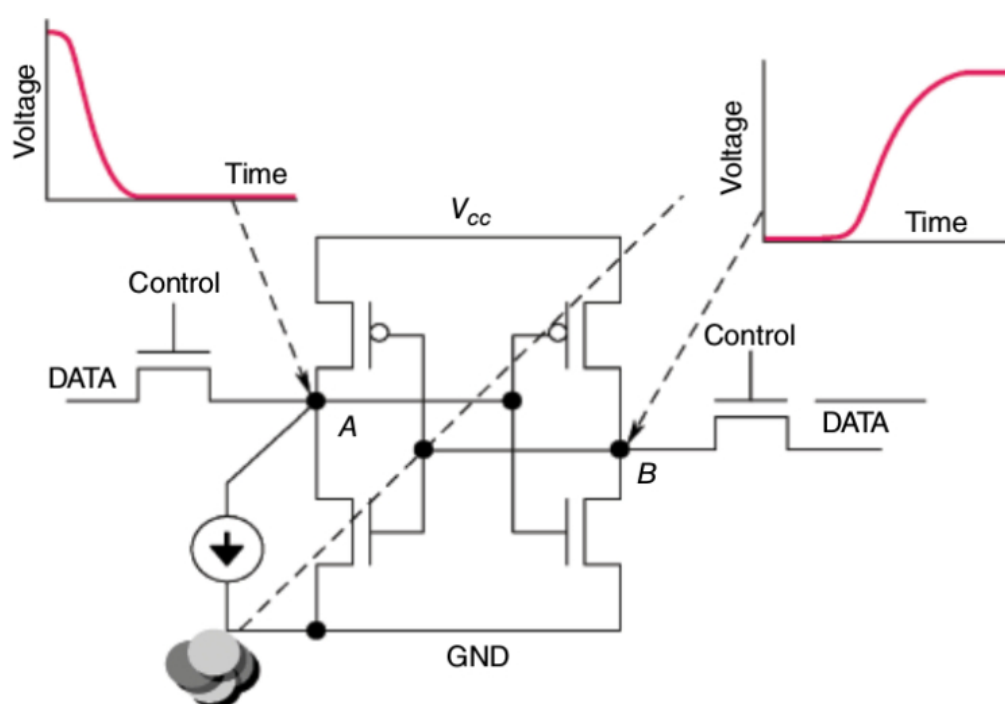 Voltage
Time
Voltage
Time
Vcc
Control
DATA
A
Control
DATA
B
GND